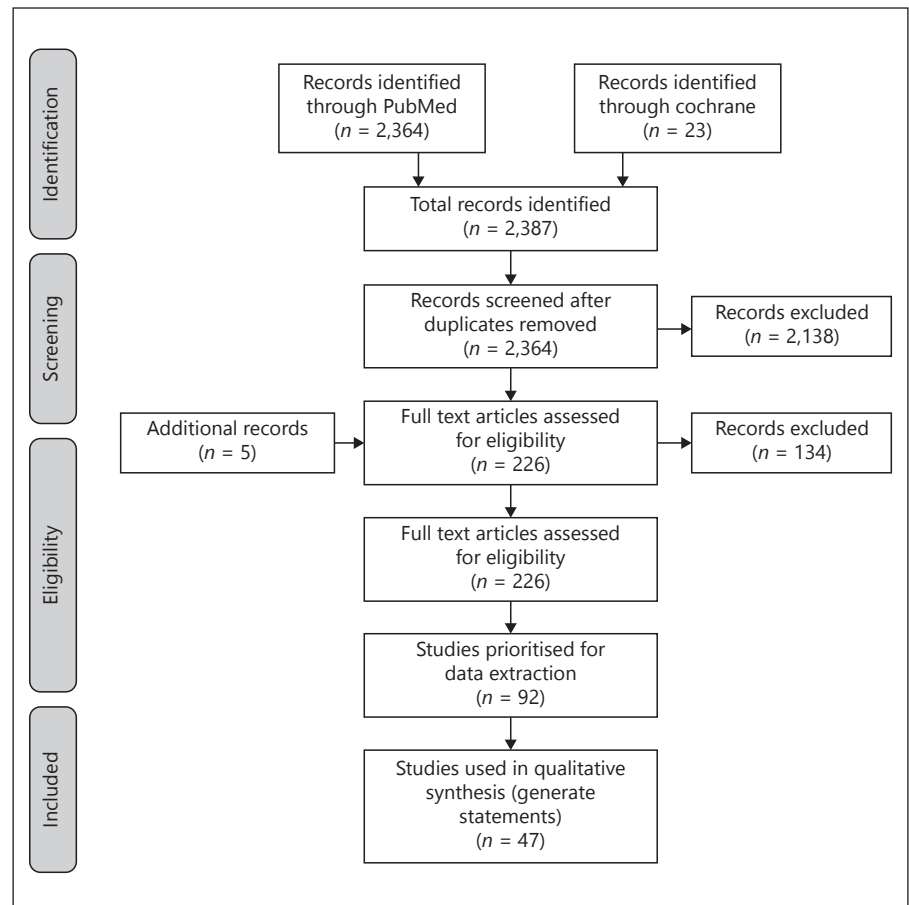 Identification
Records identified
through PubMed
(n = 2,364)
Records identified
through cochrane
(n = 23)
Total records identified
(n = 2,387)
Screening
Records screened after
duplicates removed
(n = 2,364)
Records excluded
(n = 2,138)
Additional records
(n = 5)
Full text articles assessed
for eligibility
(n = 226)
Records excluded
(n = 134)
Eligibility
Full text articles assessed
for eligibility
(n = 226)
Studies prioritised for
data extraction
(n = 92)
Included
Studies used in qualitative
synthesis (generate
statements)
(n = 47)